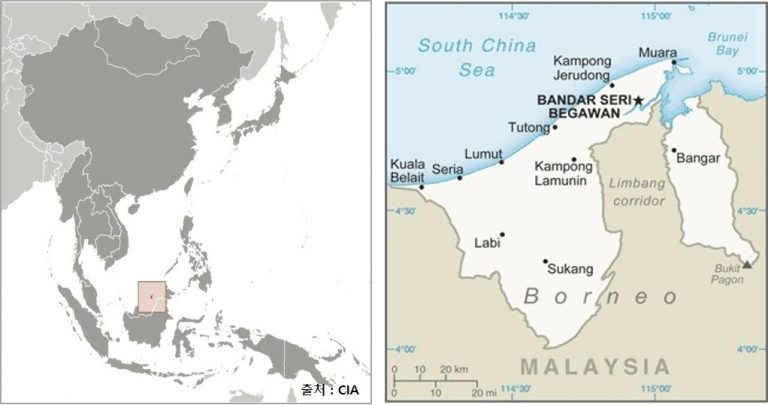 출처 : CIA
114°30'
115°00'
South China
Sea
Brunei
Bay
Muara
Kampong
Jerudong
5°00'
5°00'
BANDAR SERI
BEGAWAN
Tutong
Kuala
Belait
Seria
Lumut
Kampong
Lamunin
Bangar
Limbang
corridor
4°30'
4°30'
Labi
Sukang
Bukit
Pagon
Borneo
4°00'
4°00'
MALAYSIA
0 10 20 km
0 10 20 mi
114°30'
115°00'